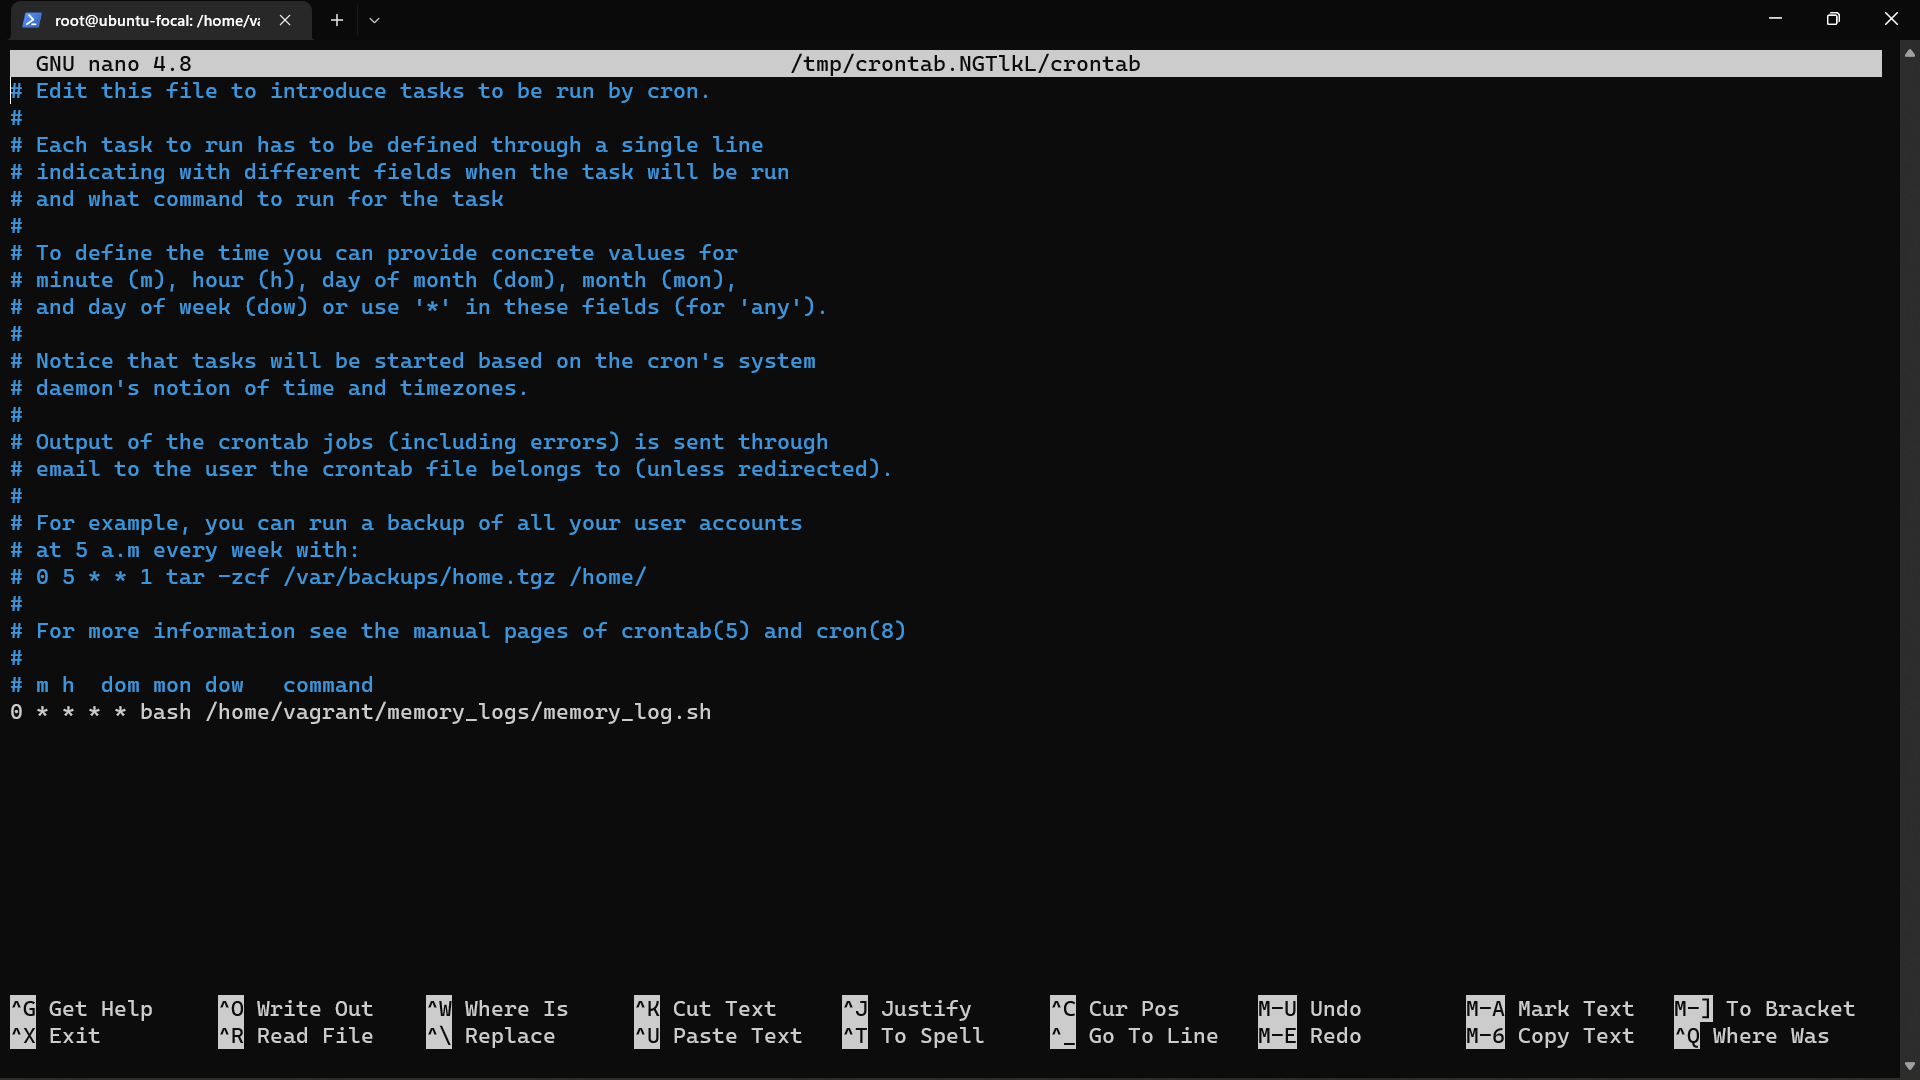 root@ubuntu-focal: /home/va
GNU nano 4.8 /tmp/crontab.NGTlkL/crontab
# Edit this file to introduce tasks to be run by cron.
#
# Each task to run has to be defined through a single line
# indicating with different fields when the task will be run
# and what command to run for the task
#
# To define the time you can provide concrete values for
# minute (m), hour (h), day of month (dom), month (mon),
# and day of week (dow) or use '*' in these fields (for 'any').
#
# Notice that tasks will be started based on the cron's system
# daemon's notion of time and timezones.
#
# Output of the crontab jobs (including errors) is sent through
# email to the user the crontab file belongs to (unless redirected).
#
# For example, you can run a backup of all your user accounts
# at 5 a.m every week with:
# 0 5 * * 1 tar -zcf /var/backups/home.tgz /home/
#
# For more information see the manual pages of crontab(5) and cron(8)
#
# m h  dom mon dow   command
0 * * * * bash /home/vagrant/memory_logs/memory_log.sh
^G Get Help ^O Write Out ^W Where Is ^K Cut Text ^J Justify ^C Cur Pos M-U Undo M-A Mark Text M-] To Bracket
^X Exit ^R Read File ^\ Replace ^U Paste Text ^T To Spell ^_ Go To Line M-E Redo M-6 Copy Text ^Q Where Was